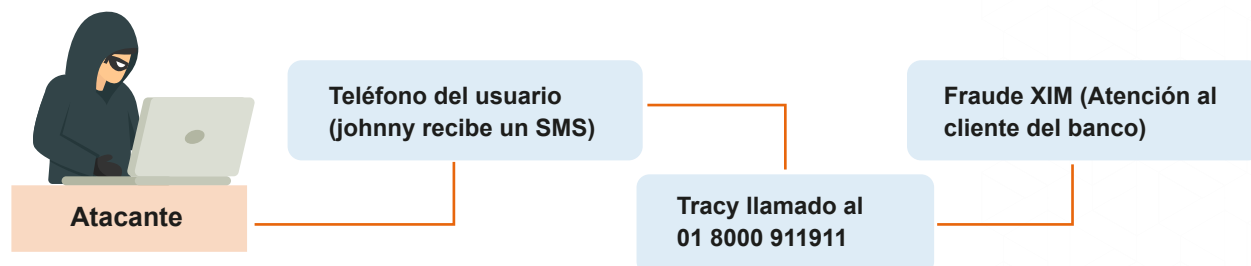 Atacante
Teléfono del usuario
(johnny recibe un SMS)
Tracy llamado al
01 8000 911911
Fraude XIM (Atención al
cliente del banco)